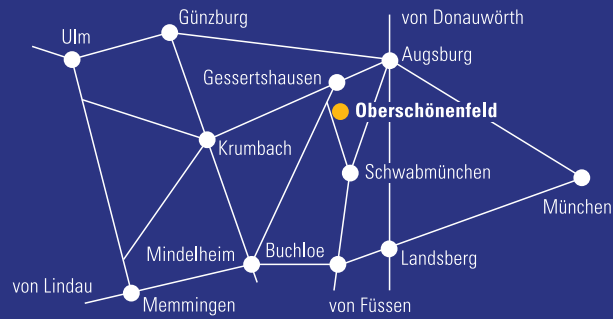 von Donauwörth
Günzburg
Ulm
Augsburg
Gessertshausen
Oberschönenfeld
Krumbach
Schwabmünchen
München
Mindelheim
Buchloe
Landsberg
von Lindau
Memmingen
von Füssen